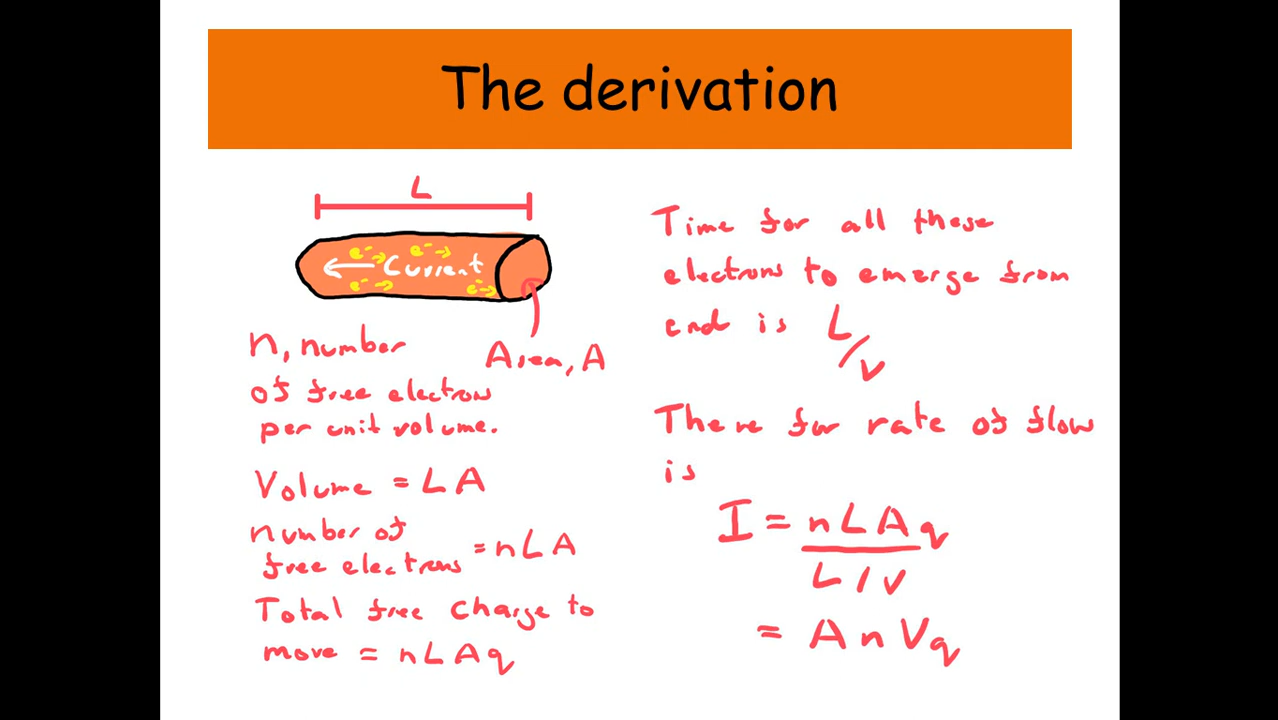 The derivation
L
e⁻ → e⁻ →
← Current
e⁻ → e⁻ →
Area, A
n, number
of free electrons
per unit volume.
Volume = LA
number of
free electrons = nLA
Total free charge to
move = nLAq
Time for all these
electrons to emerge from
end is L/v
There for rate of flow
is
I = nLAq
L/v
= AnVq